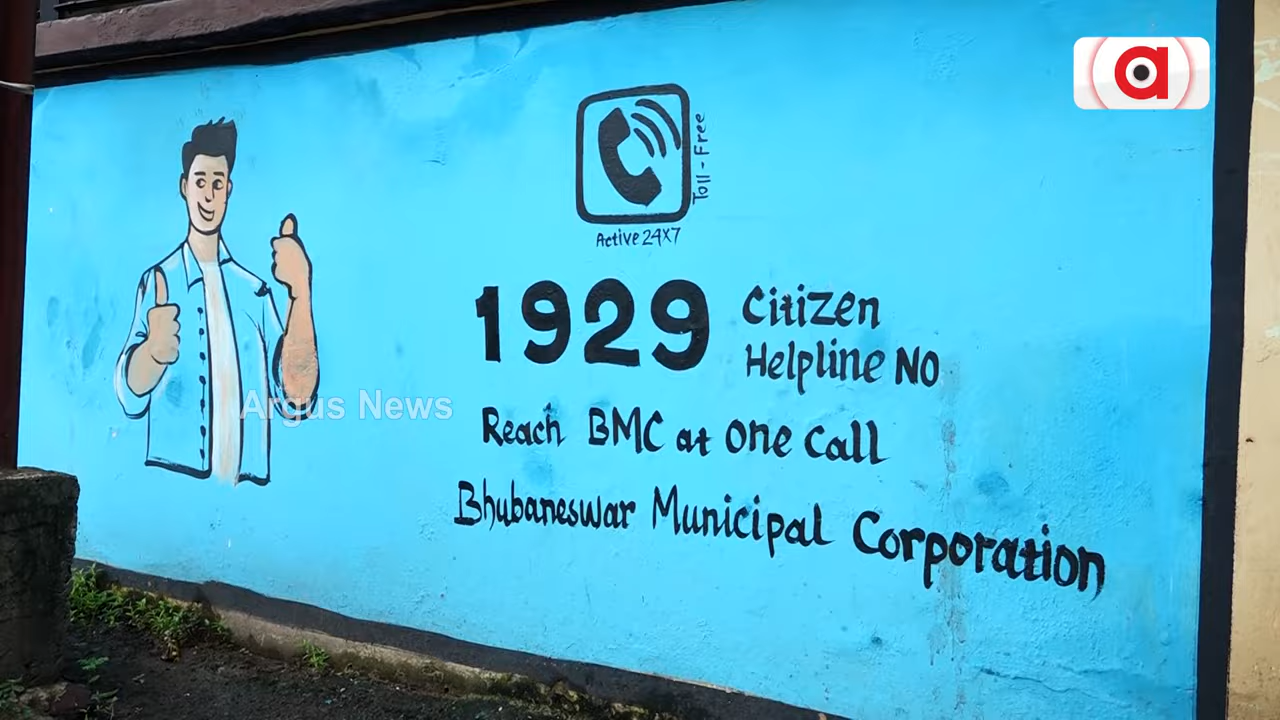 a
Toll-Free
Active 24X7
1929 Citizen
Helpline NO
Argus News
Reach BMC at one call
Bhubaneswar Municipal Corporation